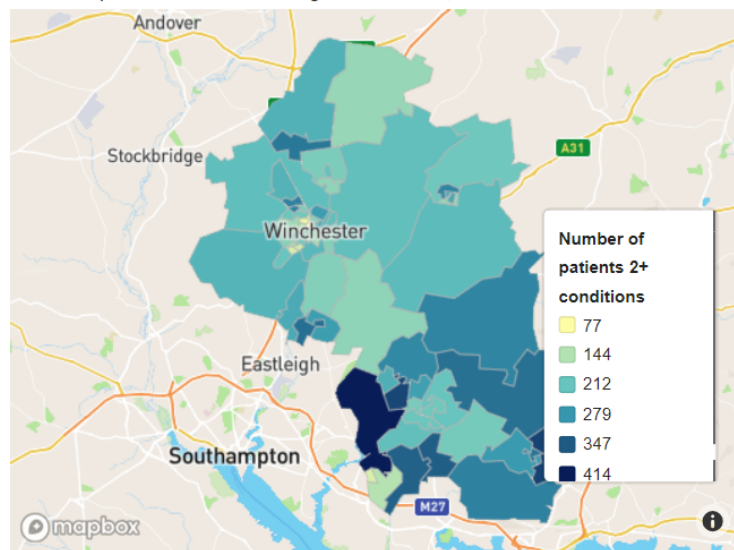 Andover
Stockbridge
A31
Winchester
Eastleigh
Southampton
M27
Number of
patients 2+
conditions
77
144
212
279
347
414
mapbox